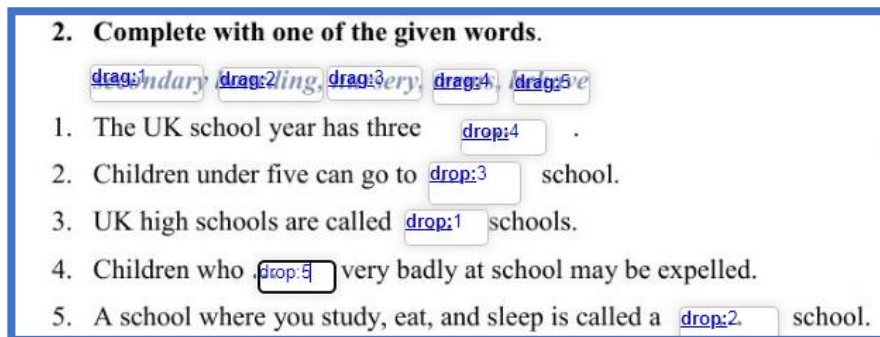 2. Complete with one of the given words.
drag:1 drag:2 drag:3 drag:4 drag:5
1. The UK school year has three drop:4 .
2. Children under five can go to drop:3 school.
3. UK high schools are called drop:1 schools.
4. Children who drop:5 very badly at school may be expelled.
5. A school where you study, eat, and sleep is called a drop:2. school.